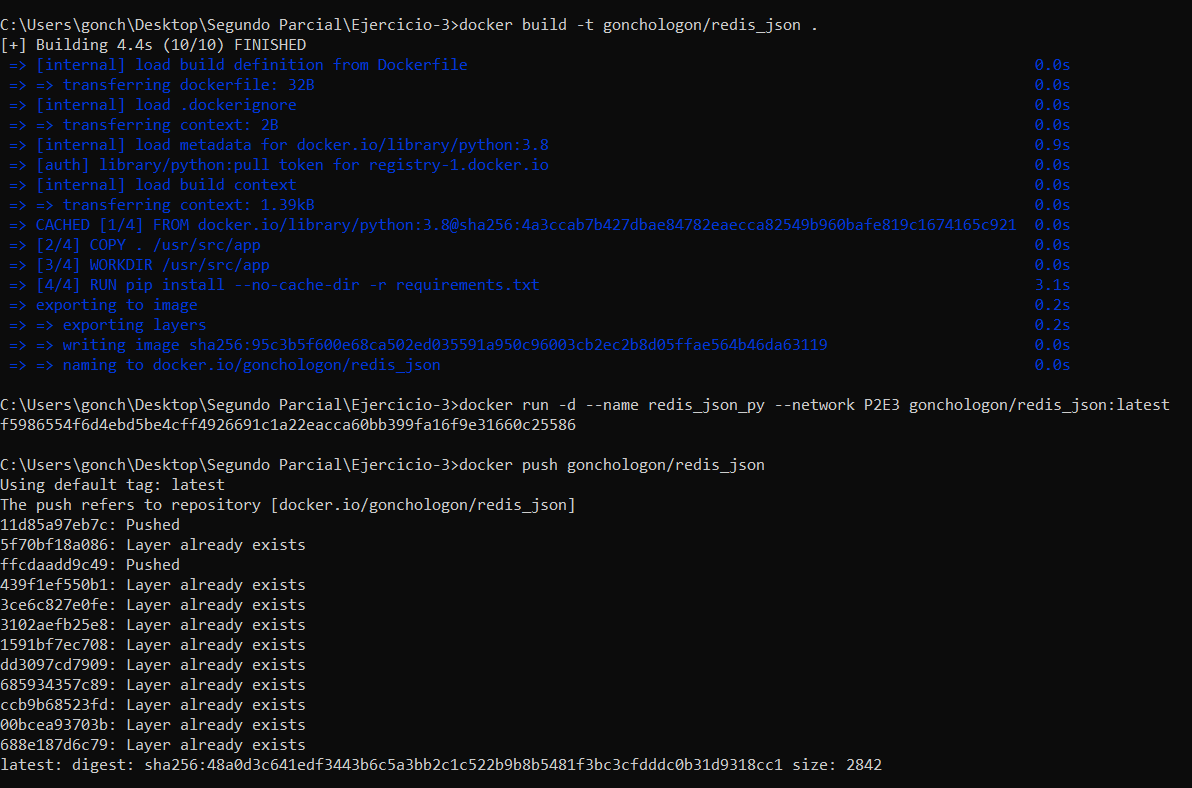 C:\Users\gonch\Desktop\Segundo Parcial\Ejercicio-3>docker build -t gonchologon/redis_json .
[+] Building 4.4s (10/10) FINISHED
=> [internal] load build definition from Dockerfile 0.0s
=> => transferring dockerfile: 32B 0.0s
=> [internal] load .dockerignore 0.0s
=> => transferring context: 2B 0.0s
=> [internal] load metadata for docker.io/library/python:3.8 0.9s
=> [auth] library/python:pull token for registry-1.docker.io 0.0s
=> [internal] load build context 0.0s
=> => transferring context: 1.39kB 0.0s
=> CACHED [1/4] FROM docker.io/library/python:3.8@sha256:4a3ccab7b427dbae84782eaecca82549b960bafe819c1674165c921 0.0s
=> [2/4] COPY . /usr/src/app 0.0s
=> [3/4] WORKDIR /usr/src/app 0.0s
=> [4/4] RUN pip install --no-cache-dir -r requirements.txt 3.1s
=> exporting to image 0.2s
=> => exporting layers 0.2s
=> => writing image sha256:95c3b5f600e68ca502ed035591a950c96003cb2ec2b8d05ffae564b46da63119 0.0s
=> => naming to docker.io/gonchologon/redis_json 0.0s
C:\Users\gonch\Desktop\Segundo Parcial\Ejercicio-3>docker run -d --name redis_json_py --network P2E3 gonchologon/redis_json:latest
f5986554f6d4ebd5be4cff4926691c1a22eacca60bb399fa16f9e31660c25586
C:\Users\gonch\Desktop\Segundo Parcial\Ejercicio-3>docker push gonchologon/redis_json
Using default tag: latest
The push refers to repository [docker.io/gonchologon/redis_json]
11d85a97eb7c: Pushed
5f70bf18a086: Layer already exists
ffcdaadd9c49: Pushed
439f1ef550b1: Layer already exists
3ce6c827e0fe: Layer already exists
3102aefb25e8: Layer already exists
1591bf7ec708: Layer already exists
dd3097cd7909: Layer already exists
685934357c89: Layer already exists
ccb9b68523fd: Layer already exists
00bcea93703b: Layer already exists
688e187d6c79: Layer already exists
latest: digest: sha256:48a0d3c641edf3443b6c5a3bb2c1c522b9b8b5481f3bc3cfdddc0b31d9318cc1 size: 2842